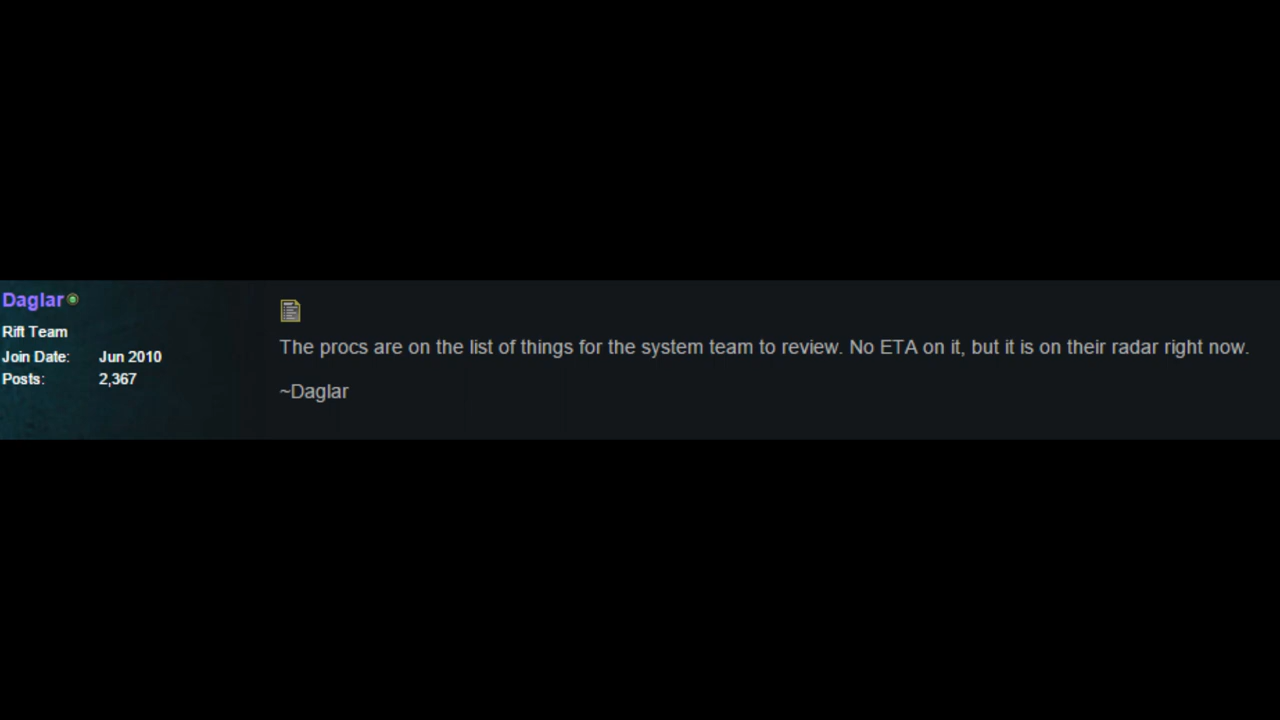 Daglar
Rift Team
Join Date: Jun 2010
Posts: 2,367
The procs are on the list of things for the system team to review. No ETA on it, but it is on their radar right now.
~Daglar